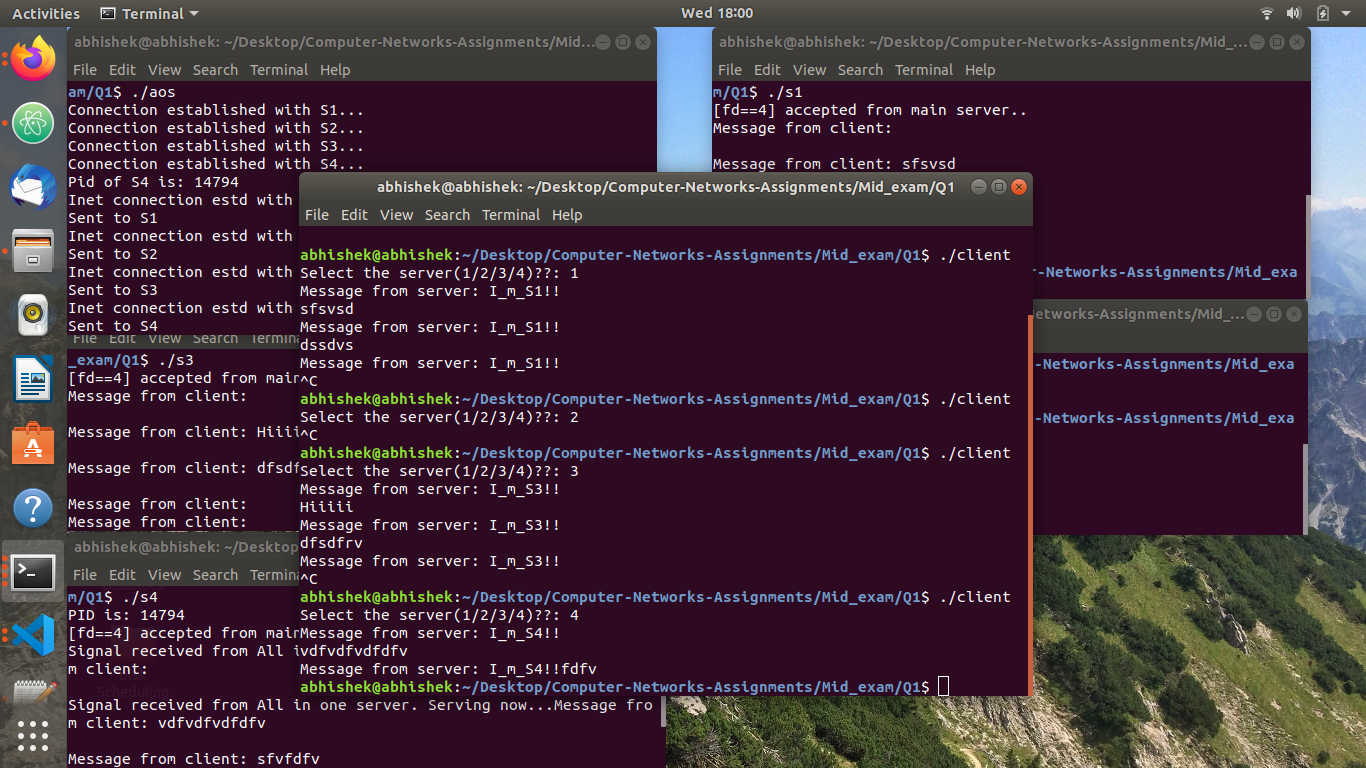 Activities
Terminal
Wed 18:00
abhishek@abhishek: ~/Desktop/Computer-Networks-Assignments/Mid...
File Edit View Search Terminal Help
am/Q1$ ./aos
Connection established with S1...
Connection established with S2...
Connection established with S3...
Connection established with S4...
Pid of S4 is: 14794
Inet connection estd with
Sent to S1
Inet connection estd with
Sent to S2
Inet connection estd with
Sent to S3
Inet connection estd with
Sent to S4
abhishek@abhishek: ~/Desktop/Computer-Networks-Assignments/Mid_...
File Edit View Search Terminal Help
m/Q1$ ./s1
[fd==4] accepted from main server..
Message from client:
Message from client: sfsvsd
r-Networks-Assignments/Mid_exa
abhishek@abhishek: ~/Desktop/Computer-Networks-Assignments/Mid_exam/Q1
File Edit View Search Terminal Help
abhishek@abhishek:~/Desktop/Computer-Networks-Assignments/Mid_exam/Q1$ ./client
Select the server(1/2/3/4)??: 1
Message from server: I_m_S1!!
sfsvsd
Message from server: I_m_S1!!
dssdvs
Message from server: I_m_S1!!
^C
abhishek@abhishek:~/Desktop/Computer-Networks-Assignments/Mid_exam/Q1$ ./client
Select the server(1/2/3/4)??: 2
^C
abhishek@abhishek:~/Desktop/Computer-Networks-Assignments/Mid_exam/Q1$ ./client
Select the server(1/2/3/4)??: 3
Message from server: I_m_S3!!
Hiiiii
Message from server: I_m_S3!!
dfsdfrv
Message from server: I_m_S3!!
^C
abhishek@abhishek:~/Desktop/Computer-Networks-Assignments/Mid_exam/Q1$ ./client
Select the server(1/2/3/4)??: 4
Message from server: I_m_S4!!
vdfvdfvdfdfv
Message from server: I_m_S4!!fdfv
abhishek@abhishek:~/Desktop/Computer-Networks-Assignments/Mid_exam/Q1$
etworks-Assignments/Mid_...
-Networks-Assignments/Mid_exa
-Networks-Assignments/Mid_exa
File Edit View Search
_exam/Q1$ ./s3
[fd==4] accepted from main
Message from client:
Message from client: Hiiii
Message from client: dfsdf
Message from client:
Message from client:
abhishek@abhishek: ~/Desktop
File Edit View Search Termina
m/Q1$ ./s4
PID is: 14794
[fd==4] accepted from main
Signal received from All i
m client:
Scheduling
Signal received from All in one server. Serving now...Message fro
m client: vdfvdfvdfdfv
Message from client: sfvfdfv